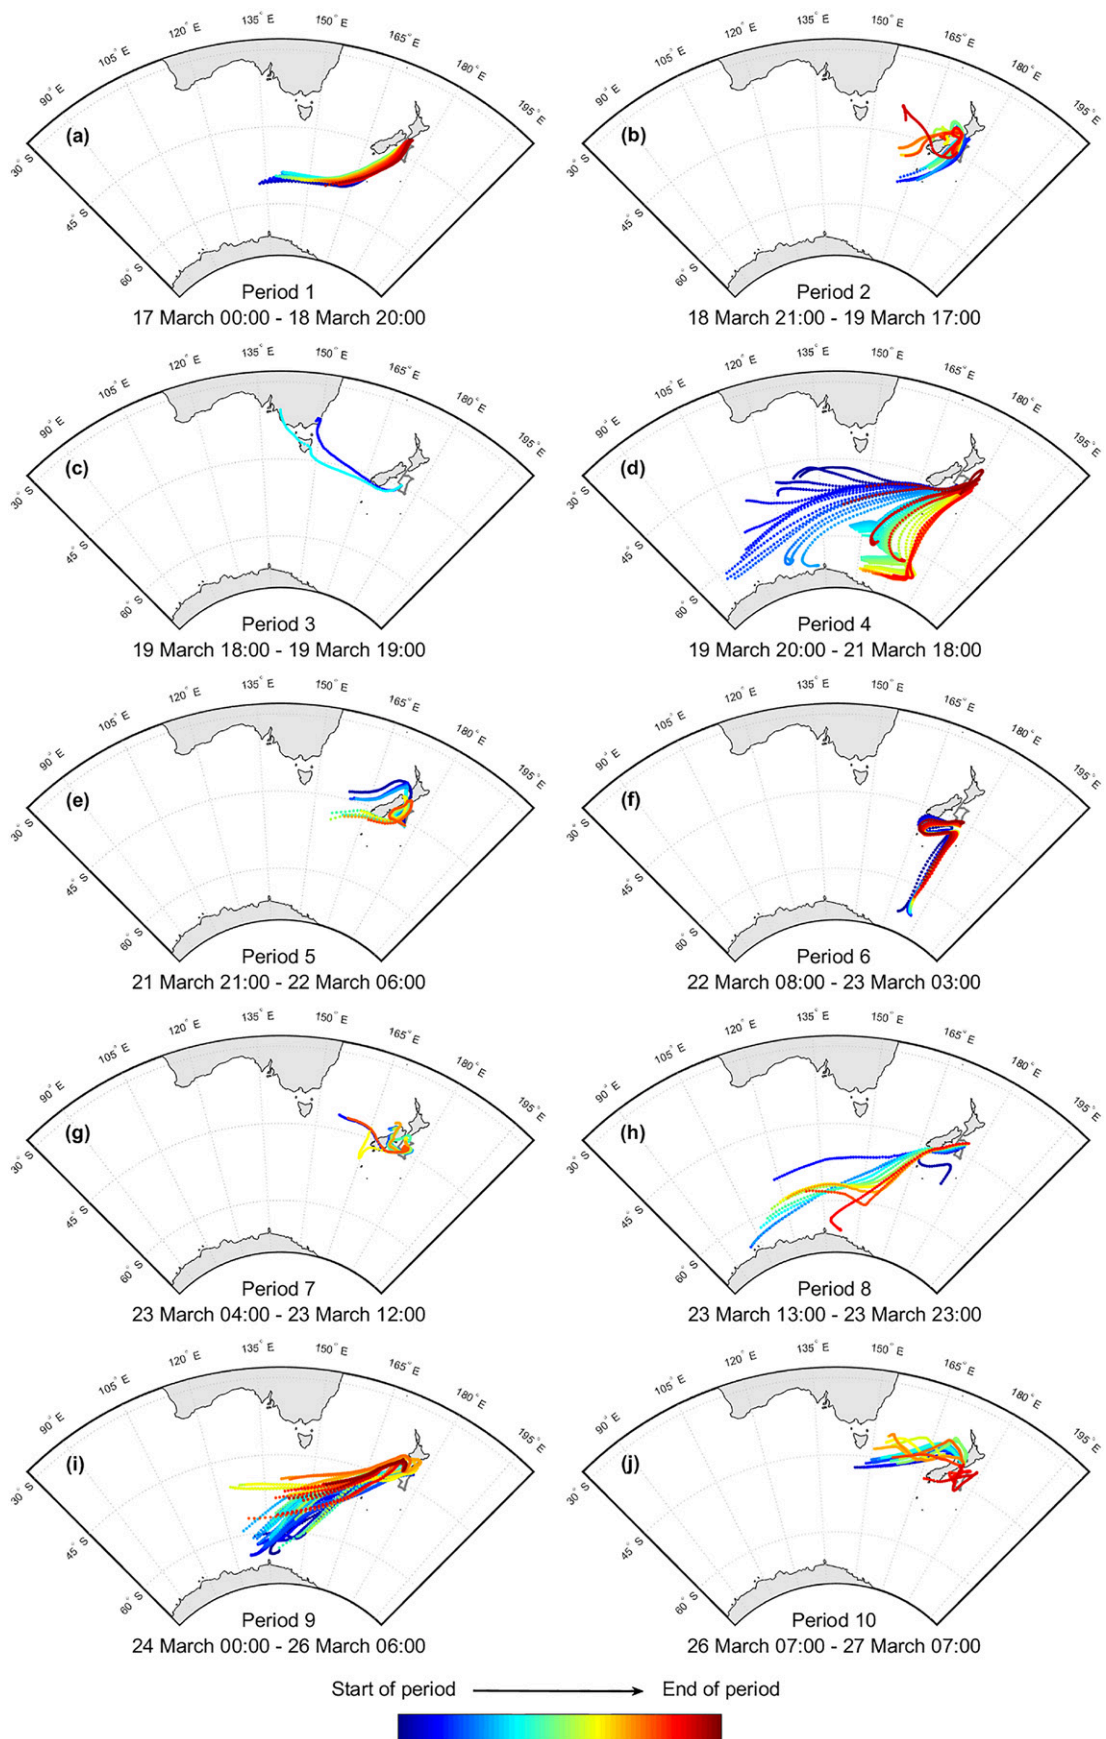 135° E 150° E
120° E 165° E
105° E 180° E
90° E 195° E
(a)
30° S
45° S
60° S
Period 1
17 March 00:00 - 18 March 20:00
135° E 150° E
120° E 165° E
105° E 180° E
90° E 195° E
(b)
30° S
45° S
60° S
Period 2
18 March 21:00 - 19 March 17:00
135° E 150° E
120° E 165° E
105° E 180° E
90° E 195° E
(c)
30° S
45° S
60° S
Period 3
19 March 18:00 - 19 March 19:00
135° E 150° E
120° E 165° E
105° E 180° E
90° E 195° E
(d)
30° S
45° S
60° S
Period 4
19 March 20:00 - 21 March 18:00
135° E 150° E
120° E 165° E
105° E 180° E
90° E 195° E
(e)
30° S
45° S
60° S
Period 5
21 March 21:00 - 22 March 06:00
135° E 150° E
120° E 165° E
105° E 180° E
90° E 195° E
(f)
30° S
45° S
60° S
Period 6
22 March 08:00 - 23 March 03:00
135° E 150° E
120° E 165° E
105° E 180° E
90° E 195° E
(g)
30° S
45° S
60° S
Period 7
23 March 04:00 - 23 March 12:00
135° E 150° E
120° E 165° E
105° E 180° E
90° E 195° E
(h)
30° S
45° S
60° S
Period 8
23 March 13:00 - 23 March 23:00
135° E 150° E
120° E 165° E
105° E 180° E
90° E 195° E
(i)
30° S
45° S
60° S
Period 9
24 March 00:00 - 26 March 06:00
135° E 150° E
120° E 165° E
105° E 180° E
90° E 195° E
(j)
30° S
45° S
60° S
Period 10
26 March 07:00 - 27 March 07:00
Start of period End of period